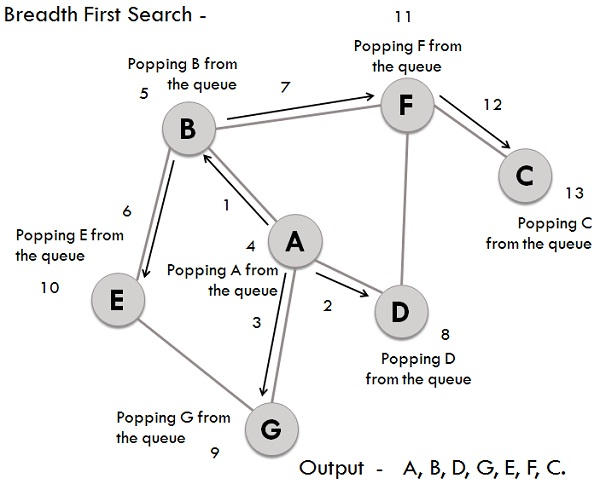 Breadth First Search -
11
Popping F from
the queue
Popping B from
the queue
5
7
F
12
B
C
13
Popping C
from the queue
6
1
Popping E from
the queue
4
A
Popping A from
the queue
10
E
3
2
D
8
Popping D
from the queue
Popping G from
the queue
9
G
Output - A, B, D, G, E, F, C.